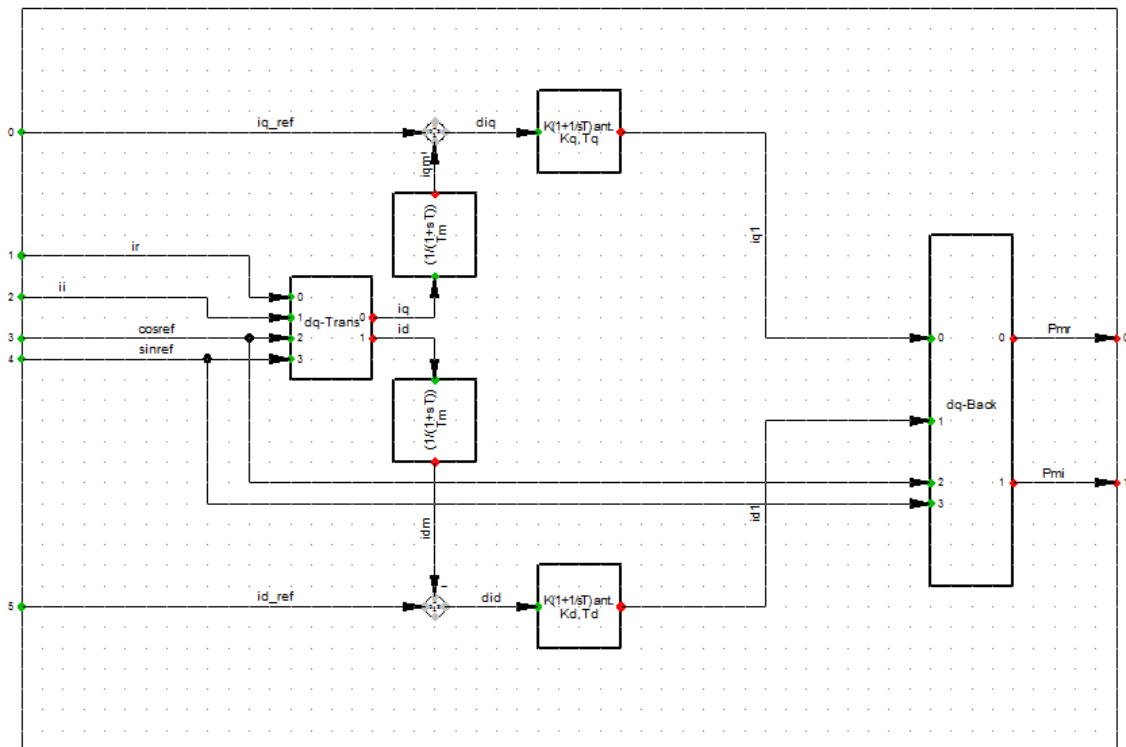 iq_ref
diq
K(1+1/sT)ant.
Kq,Tq
0
iqm
(1/(1+sT))
Tm
iq1
ir
1
ii
2
0
1
dq-Trans
0
iq
cosref
3
2
1
id
0
0
Pmr
0
sinref
4
3
(1/(1+sT))
Tm
dq-Back
1
2
1
Pmi
1
3
idm
id1
-
id_ref
did
K(1+1/sT)ant.
Kd,Td
5